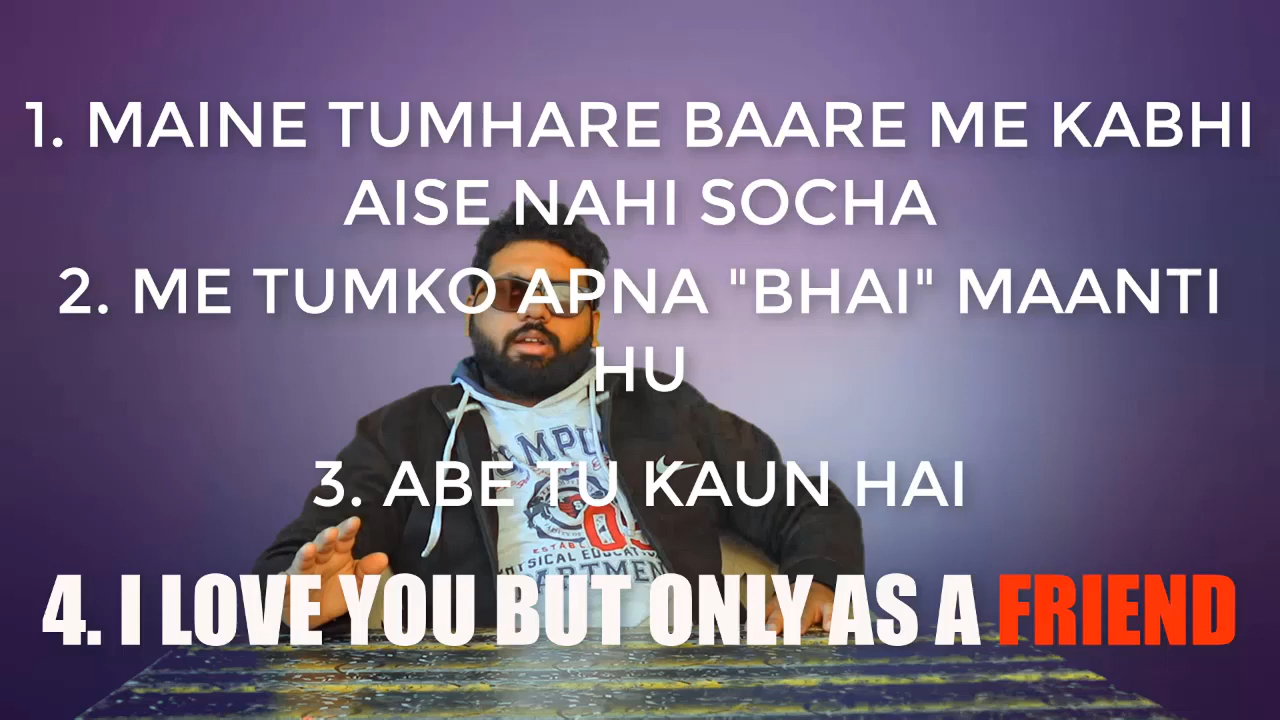 1. MAINE TUMHARE BAARE ME KABHI
AISE NAHI SOCHA
2. ME TUMKO APNA "BHAI" MAANTI
HU
3. ABE TU KAUN HAI
4. I LOVE YOU BUT ONLY AS A FRIEND